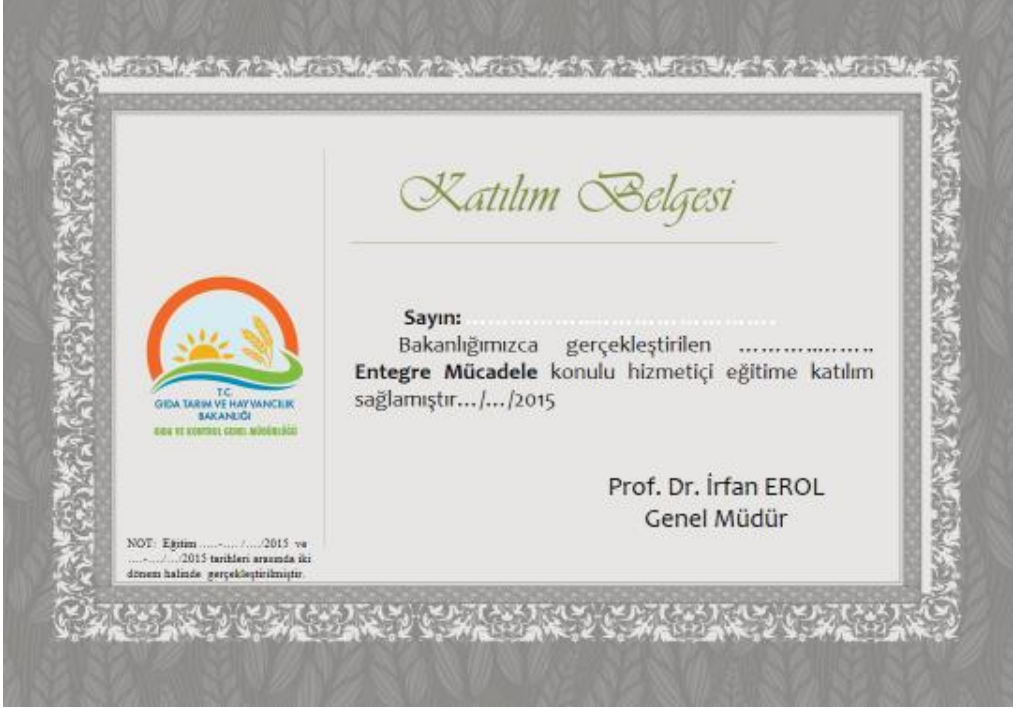 Katılım Belgesi
Sayın:.......................................
Bakanlığımızca gerçekleştirilen ......................
Entegre Mücadele konulu hizmetiçi eğitime katılım
sağlamıştır.../.../2015
T.C.
GIDA TARIM VE HAYVANCILIK
BAKANLIĞI
GIDA VE KONTROL GENEL MÜDÜRLÜĞÜ
Prof. Dr. İrfan EROL
Genel Müdür
NOT: Eğitim .....-.... /..../2015 ve
....-..../.../2015 tarihleri arasında iki
dönem halinde gerçekleştirilmiştir.